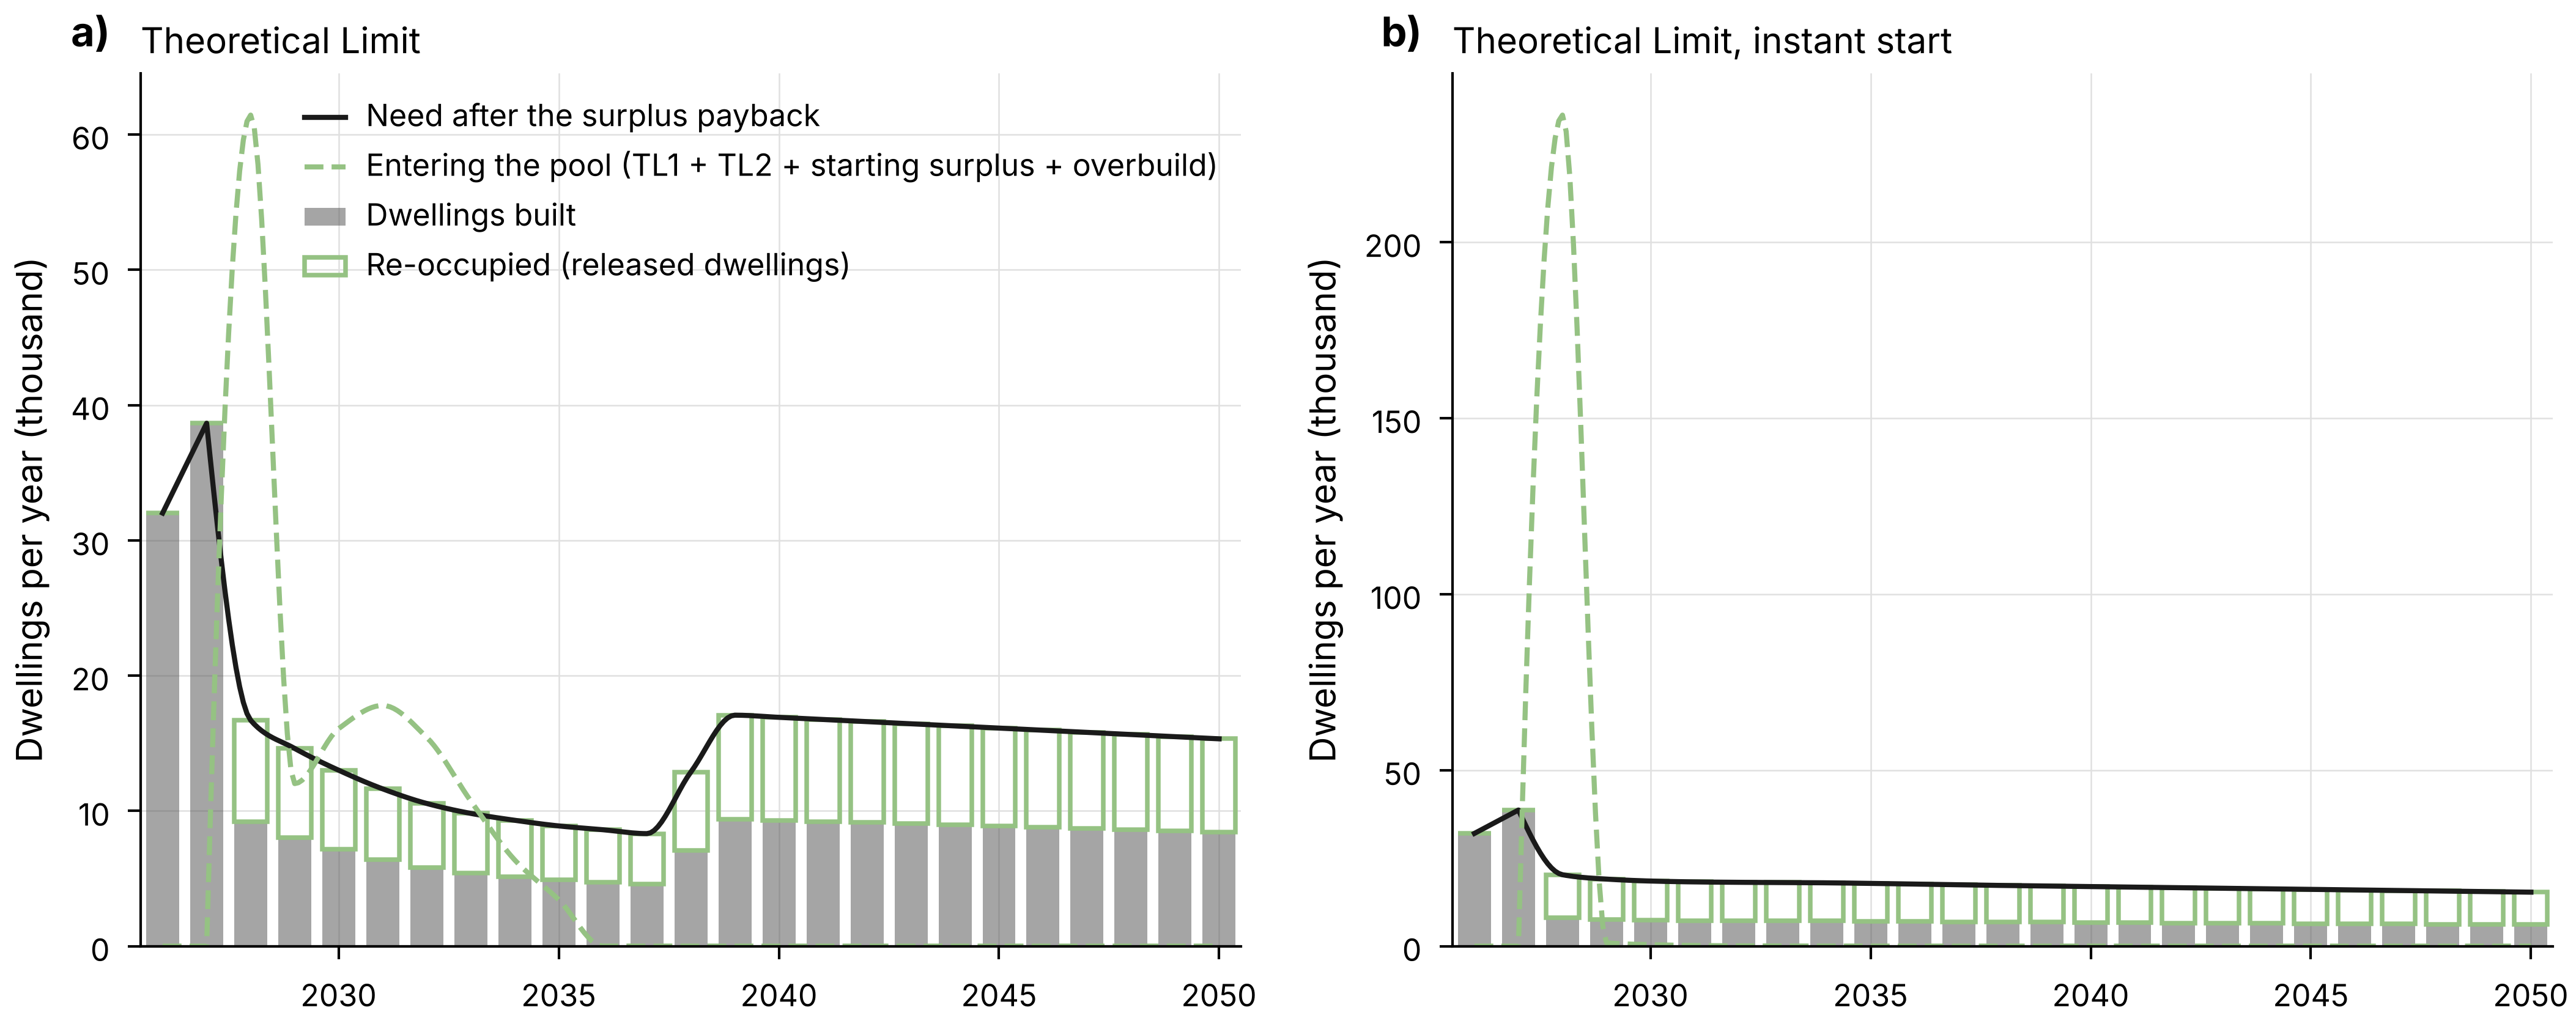 a) Theoretical Limit
Need after the surplus payback
Entering the pool (TL1 + TL2 + starting surplus + overbuild)
Dwellings built
Re-occupied (released dwellings)
Dwellings per year (thousand)
60
50
40
30
20
10
0
2030 2035 2040 2045 2050
b) Theoretical Limit, instant start
Dwellings per year (thousand)
200
150
100
50
0
2030 2035 2040 2045 2050